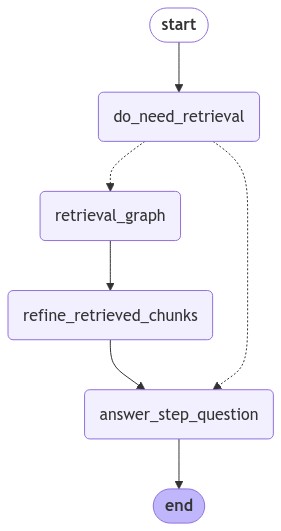 start
do_need_retrieval
retrieval_graph
refine_retrieved_chunks
answer_step_question
end